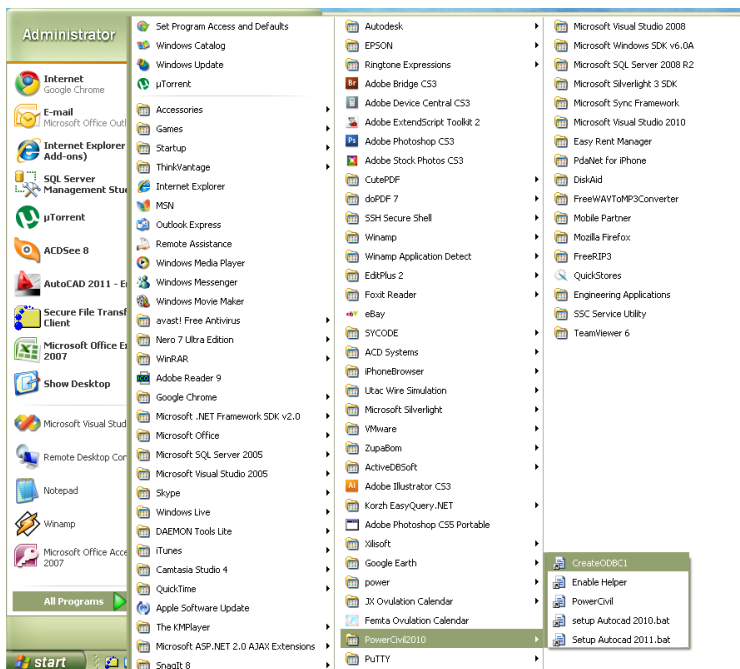 Administrator
Internet
Google Chrome
E-mail
Microsoft Office Outl
Internet Explorer
Add-ons)
SQL Server
Management Stu
µTorrent
ACDSee 8
AutoCAD 2011 - E
Secure File Transf
Client
Microsoft Office E
2007
Show Desktop
Microsoft Visual Stud
Remote Desktop Con
Notepad
Winamp
Microsoft Office Acce
2007
All Programs
start
Set Program Access and Defaults
Windows Catalog
Windows Update
µTorrent
Accessories
Games
Startup
ThinkVantage
Internet Explorer
MSN
Outlook Express
Remote Assistance
Windows Media Player
Windows Messenger
Windows Movie Maker
avast! Free Antivirus
Nero 7 Ultra Edition
WinRAR
Adobe Reader 9
Google Chrome
Microsoft .NET Framework SDK v2.0
Microsoft Office
Microsoft SQL Server 2005
Microsoft Visual Studio 2005
Skype
Windows Live
DAEMON Tools Lite
iTunes
Camtasia Studio 4
QuickTime
Apple Software Update
The KMPlayer
Microsoft ASP.NET 2.0 AJAX Extensions
SnagIt 8
Autodesk
EPSON
Ringtone Expressions
Adobe Bridge CS3
Adobe Device Central CS3
Adobe ExtendScript Toolkit 2
Adobe Photoshop CS3
Adobe Stock Photos CS3
CutePDF
doPDF 7
SSH Secure Shell
Winamp
Winamp Application Detect
EditPlus 2
Foxit Reader
eBay
SYCODE
ACD Systems
iPhoneBrowser
Utac Wire Simulation
Microsoft Silverlight
VMware
ZupaBom
ActiveDBSoft
Adobe Illustrator CS3
Korzh EasyQuery.NET
Adobe Photoshop CS5 Portable
Xilisoft
Google Earth
power
JX Ovulation Calendar
Femta Ovulation Calendar
PowerCivil2010
PuTTY
Microsoft Visual Studio 2008
Microsoft Windows SDK v6.0A
Microsoft SQL Server 2008 R2
Microsoft Silverlight 3 SDK
Microsoft Sync Framework
Microsoft Visual Studio 2010
Easy Rent Manager
PdaNet for iPhone
DiskAid
FreeWAVToMP3Converter
Mobile Partner
Mozilla Firefox
FreeRIP3
QuickStores
Engineering Applications
SSC Service Utility
TeamViewer 6
CreateODBC1
Enable Helper
PowerCivil
setup Autocad 2010.bat
Setup Autocad 2011.bat